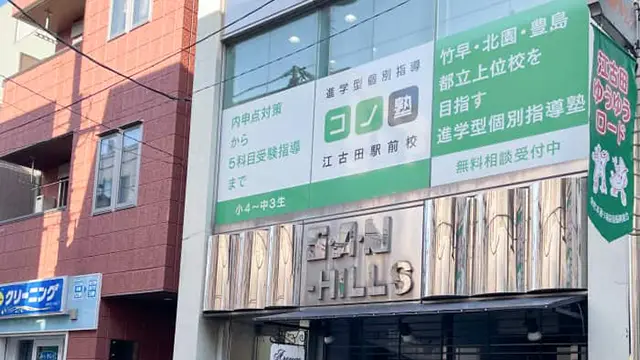 内申点対策
から
5科目受験指導
まで
小4～中3生
進学型個別指導
コノ塾
江古田駅前校
竹早・北園・豊島
都立上位校を
目指す
進学型個別指導塾
無料相談受付中
SAN
-HILLS
江古田
ゆうゆう
ロード
クリーニング